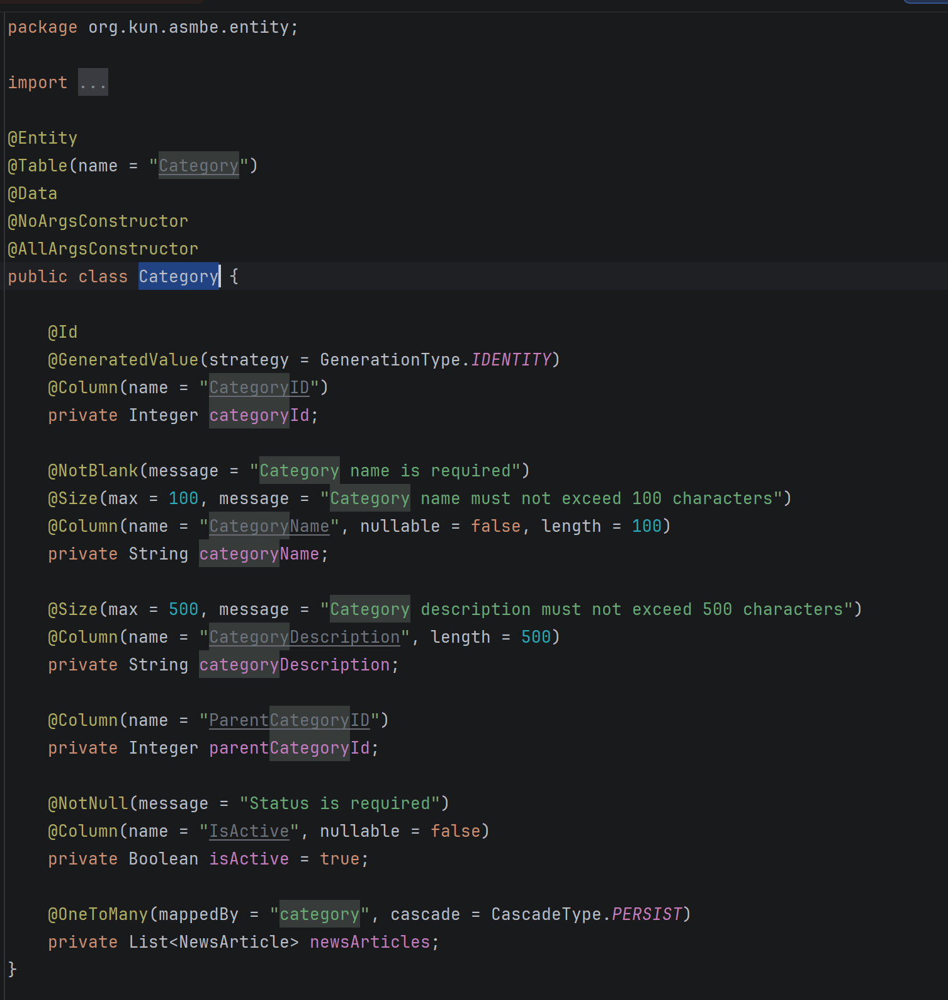 package org.kun.asmbe.entity;
import ...
@Entity
@Table(name = "Category")
@Data
@NoArgsConstructor
@AllArgsConstructor
public class Category {
@Id
@GeneratedValue(strategy = GenerationType.IDENTITY)
@Column(name = "CategoryID")
private Integer categoryId;
@NotBlank(message = "Category name is required")
@Size(max = 100, message = "Category name must not exceed 100 characters")
@Column(name = "CategoryName", nullable = false, length = 100)
private String categoryName;
@Size(max = 500, message = "Category description must not exceed 500 characters")
@Column(name = "CategoryDescription", length = 500)
private String categoryDescription;
@Column(name = "ParentCategoryID")
private Integer parentCategoryId;
@NotNull(message = "Status is required")
@Column(name = "IsActive", nullable = false)
private Boolean isActive = true;
@OneToMany(mappedBy = "category", cascade = CascadeType.PERSIST)
private List<NewsArticle> newsArticles;
}